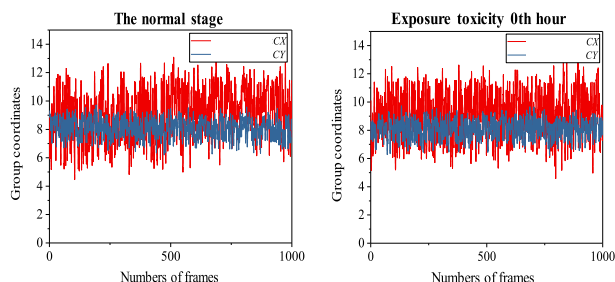 The normal stage
14
12
10
8
6
4
2
0
Group coordinates
CX
CY
0
500
1000
Numbers of frames
Exposure toxicity 0th hour
14
12
10
8
6
4
2
0
Group coordinates
CX
CY
0
500
1000
Numbers of frames